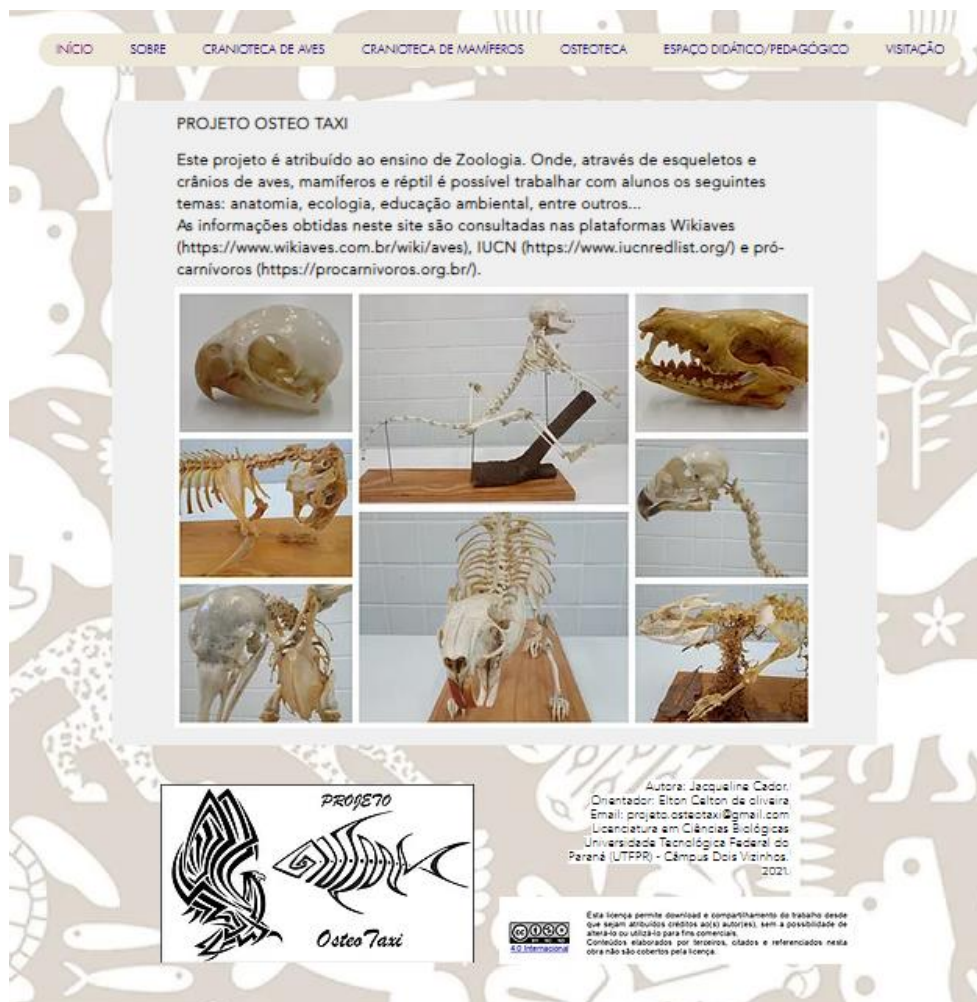 INÍCIO SOBRE CRANIOTECA DE AVES CRANIOTECA DE MAMÍFEROS OSTEOTECA ESPAÇO DIDÁTICO/PEDAGÓGICO VISITAÇÃO
PROJETO OSTEO TAXI
Este projeto é atribuído ao ensino de Zoologia. Onde, através de esqueletos e
crânios de aves, mamíferos e réptil é possível trabalhar com alunos os seguintes
temas: anatomia, ecologia, educação ambiental, entre outros...
As informações obtidas neste site são consultadas nas plataformas Wikiaves
(https://www.wikiaves.com.br/wiki/aves), IUCN (https://www.iucnredlist.org/) e pró-
carnívoros (https://procarnivoros.org.br/).
PROJETO
Osteo Taxi
Autora: Jacqueline Cador.
Orientador: Elton Celton de oliveira
Email: projeto.osteotaxi@gmail.com
Licenciatura em Ciências Biológicas
Universidade Tecnológica Federal do
Paraná (UTFPR) - Câmpus Dois Vizinhos.
2021.
4.0 Internacional
Esta licença permite download e compartilhamento do trabalho desde
que sejam atribuídos créditos ao(s) autor(es), sem a possibilidade de
alterá-lo ou utilizá-lo para fins comerciais.
Conteúdos elaborados por terceiros, citados e referenciados nesta
obra não são cobertos pela licença.